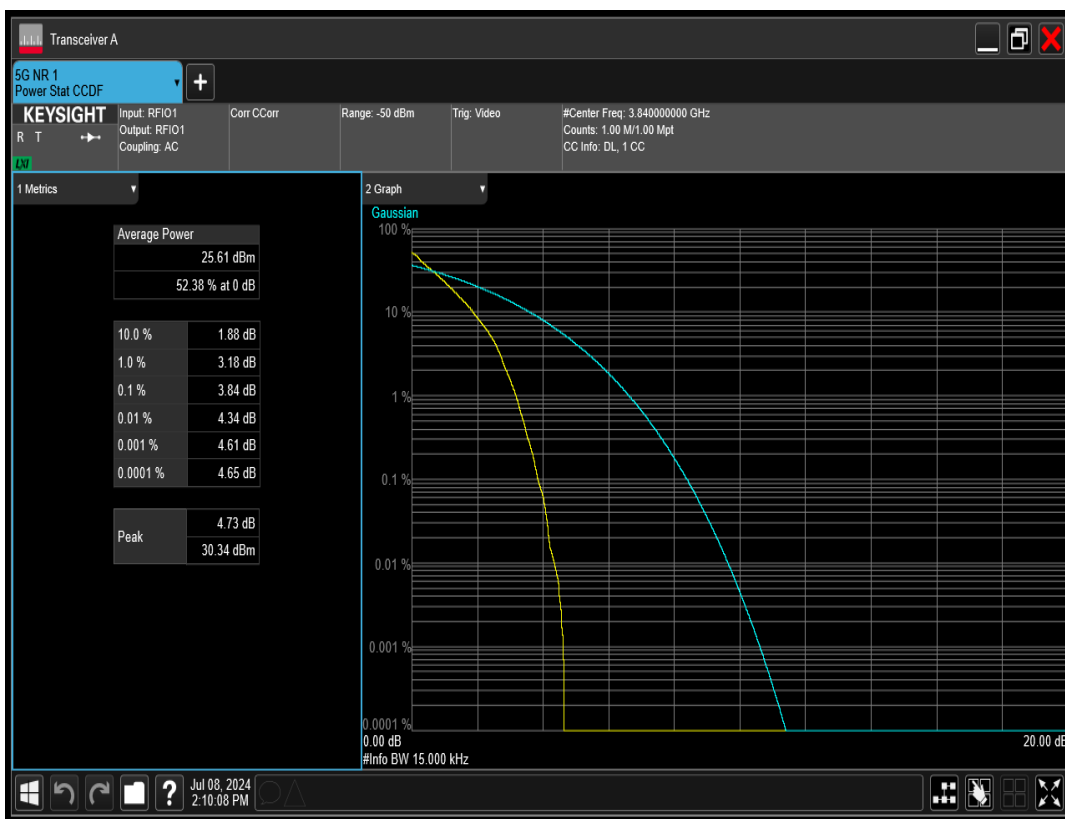 Transceiver A
5G NR 1
Power Stat CCDF
+
KEYSIGHT
R T
LXI
Input: RFIO1
Output: RFIO1
Coupling: AC
Corr CCorr
Range: -50 dBm
Trig: Video
#Center Freq: 3.840000000 GHz
Counts: 1.00 M/1.00 Mpt
CC Info: DL, 1 CC
1 Metrics
Average Power
25.61 dBm
52.38 % at 0 dB
10.0 % 1.88 dB
1.0 % 3.18 dB
0.1 % 3.84 dB
0.01 % 4.34 dB
0.001 % 4.61 dB
0.0001 % 4.65 dB
Peak 4.73 dB
30.34 dBm
2 Graph
Gaussian
100 %
10 %
1 %
0.1 %
0.01 %
0.001 %
0.0001 %
0.00 dB 20.00 dB
#Info BW 15.000 kHz
?
Jul 08, 2024
2:10:08 PM